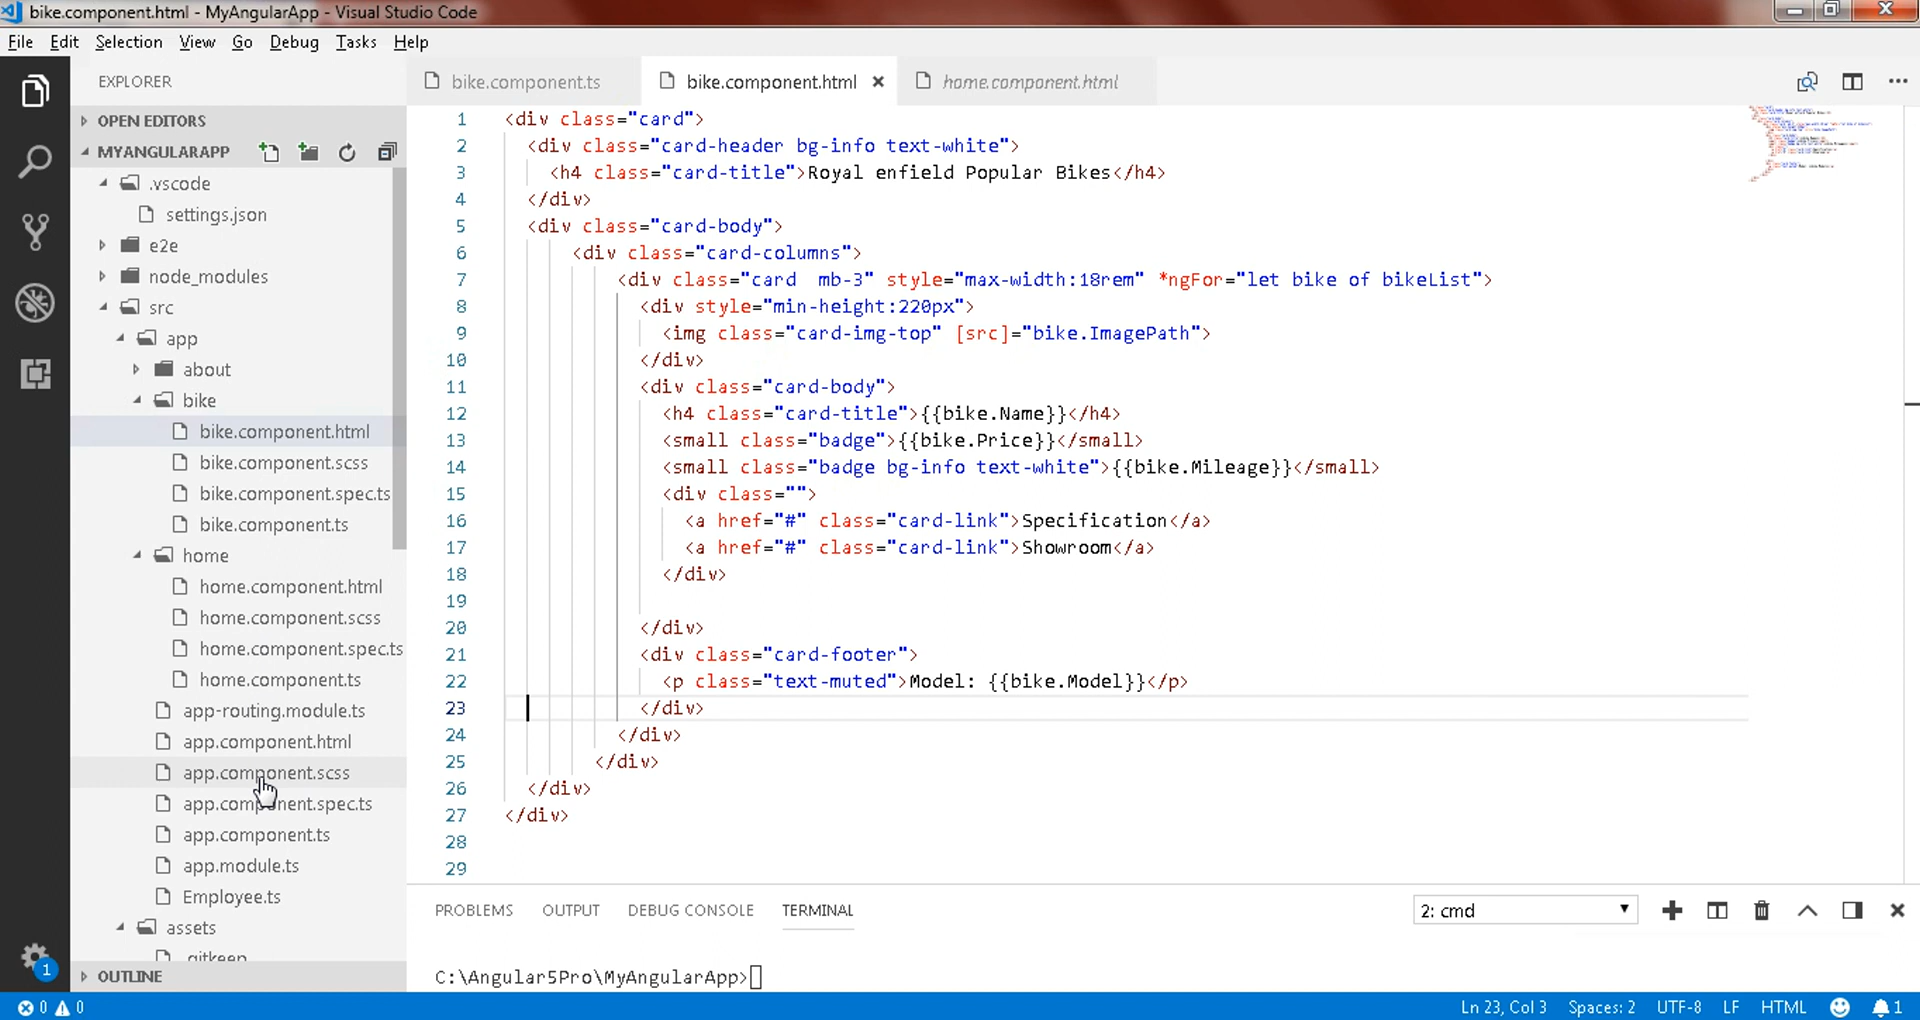 bike.component.html - MyAngularApp - Visual Studio Code
File Edit Selection View Go Debug Tasks Help
EXPLORER
OPEN EDITORS
MYANGULARAPP
.vscode
settings.json
e2e
node_modules
src
app
about
bike
bike.component.html
bike.component.scss
bike.component.spec.ts
bike.component.ts
home
home.component.html
home.component.scss
home.component.spec.ts
home.component.ts
app-routing.module.ts
app.component.html
app.component.scss
app.component.spec.ts
app.component.ts
app.module.ts
Employee.ts
assets
.gitkeep
OUTLINE
1
bike.component.ts bike.component.html home.component.html
1 <div class="card">
2 <div class="card-header bg-info text-white">
3 <h4 class="card-title">Royal enfield Popular Bikes</h4>
4 </div>
5 <div class="card-body">
6 <div class="card-columns">
7 <div class="card  mb-3" style="max-width:18rem" *ngFor="let bike of bikeList">
8 <div style="min-height:220px">
9 <img class="card-img-top" [src]="bike.ImagePath">
10 </div>
11 <div class="card-body">
12 <h4 class="card-title">{{bike.Name}}</h4>
13 <small class="badge">{{bike.Price}}</small>
14 <small class="badge bg-info text-white">{{bike.Mileage}}</small>
15 <div class="">
16 <a href="#" class="card-link">Specification</a>
17 <a href="#" class="card-link">Showroom</a>
18 </div>
19
20 </div>
21 <div class="card-footer">
22 <p class="text-muted">Model: {{bike.Model}}</p>
23 </div>
24 </div>
25 </div>
26 </div>
27 </div>
28
29
PROBLEMS OUTPUT DEBUG CONSOLE TERMINAL 2: cmd
C:\Angular5Pro\MyAngularApp>
0 0 Ln 23, Col 3 Spaces: 2 UTF-8 LF HTML 1